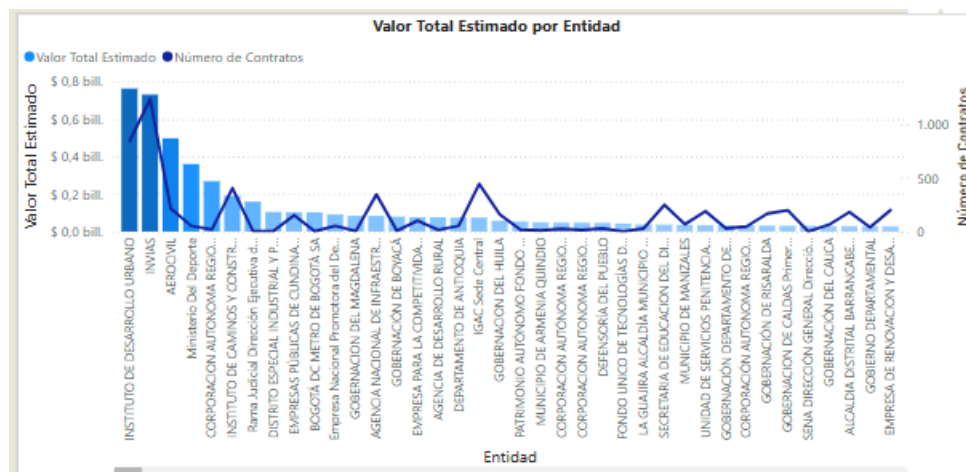 Valor Total Estimado por Entidad
Valor Total Estimado Número de Contratos
Valor Total Estimado
$ 0,8 bill.
$ 0,6 bill.
$ 0,4 bill.
$ 0,2 bill.
$ 0,0 bill.
1.000
500
0
Número de Contratos
INSTITUTO DE DESARROLLO URBANO
INVIAS
AEROCIVIL
Ministerio Del Deporte
CORPORACION AUTONOMA REGIO...
INSTITUTO DE CAMINOS Y CONSTR...
Rama Judicial Dirección Ejecutiva d...
DISTRITO ESPECIAL INDUSTRIAL Y P...
EMPRESAS PÚBLICAS DE CUNDINA...
BOGOTÁ DC METRO DE BOGOTÁ SA
Empresa Nacional Promotora del De...
GOBERNACION DEL MAGDALENA
AGENCIA NACIONAL DE INFRAESTR...
GOBERNACIÓN DE BOYACÁ
EMPRESA PARA LA COMPETITIVIDA...
AGENCIA DE DESARROLLO RURAL
DEPARTAMENTO DE ANTIOQUIA
IGAC Sede Central
GOBERNACION DEL HUILA
PATRIMONIO AUTÓNOMO FONDO ...
MUNICIPIO DE ARMENIA QUINDIO
CORPORACIÓN AUTÓNOMA REGIO...
CORPORACION AUTONOMA REGIO...
DEFENSORÍA DEL PUEBLO
FONDO UNICO DE TECNOLOGÍAS D...
LA GUAJIRA ALCALDÍA MUNICIPIO ...
SECRETARIA DE EDUCACION DEL DI...
MUNICIPIO DE MANIZALES
UNIDAD DE SERVICIOS PENITENCIA...
GOBERNACIÓN DEPARTAMENTO DE...
CORPORACIÓN AUTONOMA REGIO...
GOBERNACIÓN DE RISARALDA
GOBERNACION DE CALDAS Primer...
SENA DIRECCIÓN GENERAL Direcció...
GOBERNACIÓN DEL CAUCA
ALCALDIA DISTRITAL BARRANCABE...
GOBIERNO DEPARTAMENTAL
EMPRESA DE RENOVACION Y DESA...
Entidad